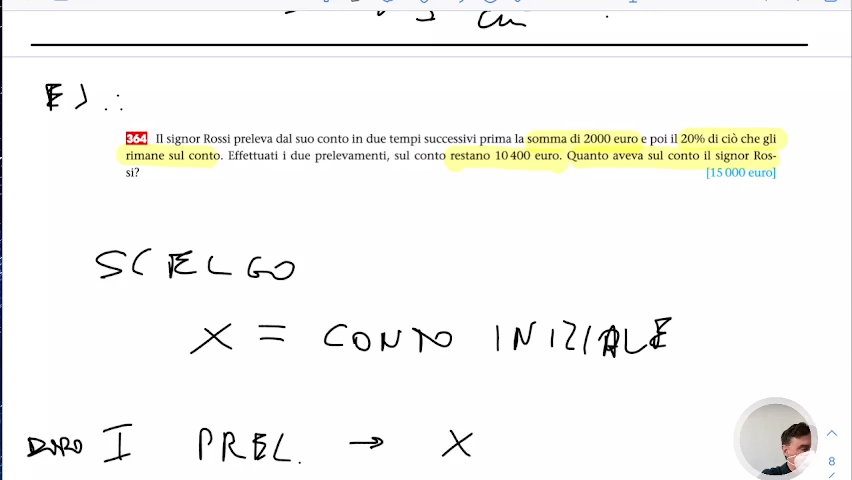 ES.:
364 Il signor Rossi preleva dal suo conto in due tempi successivi prima la somma di 2000 euro e poi il 20% di ciò che gli
rimane sul conto. Effettuati i due prelevamenti, sul conto restano 10 400 euro. Quanto aveva sul conto il signor Ros-
si? [15 000 euro]
SCELGO
X = CONTO INIZIALE
DOPO I PREL. → X
8